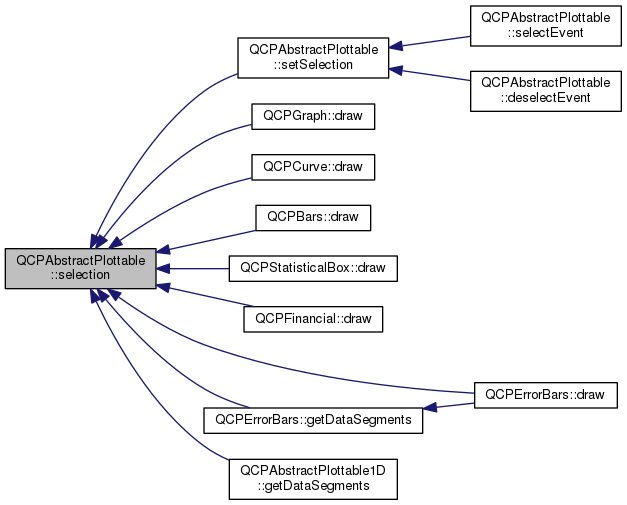 QCPAbstractPlottable
::selectEvent
QCPAbstractPlottable
::setSelection
QCPAbstractPlottable
::deselectEvent
QCPGraph::draw
QCPCurve::draw
QCPBars::draw
QCPAbstractPlottable
::selection
QCPStatisticalBox::draw
QCPFinancial::draw
QCPErrorBars::draw
QCPErrorBars::getDataSegments
QCPAbstractPlottable1D
::getDataSegments